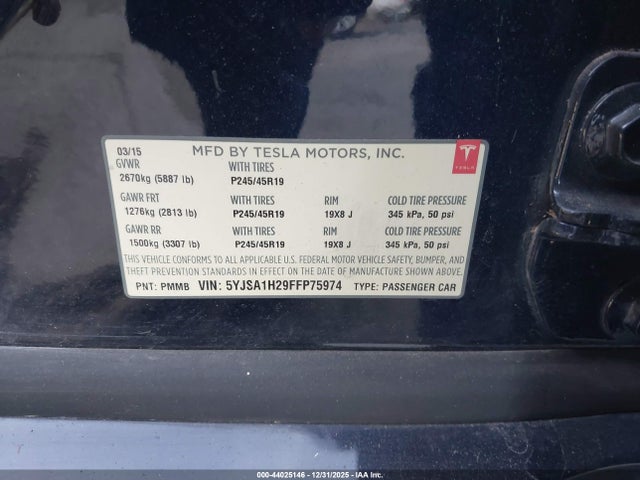 03/15 MFD BY TESLA MOTORS, INC.
GVWR WITH TIRES
2670kg (5887 lb) P245/45R19
GAWR FRT WITH TIRES RIM COLD TIRE PRESSURE
1276kg (2813 lb) P245/45R19 19X8 J 345 kPa, 50 psi
GAWR RR WITH TIRES RIM COLD TIRE PRESSURE
1500kg (3307 lb) P245/45R19 19X8 J 345 kPa, 50 psi
THIS VEHICLE CONFORMS TO ALL APPLICABLE U.S. FEDERAL MOTOR VEHICLE SAFETY, BUMPER, AND
THEFT PREVENTION STANDARDS IN EFFECT ON THE DATE OF MANUFACTURE SHOWN ABOVE.
PNT: PMMB VIN: 5YJSA1H29FFP75974 TYPE: PASSENGER CAR
000-44025146 - 12/31/2025 - IAA Inc.